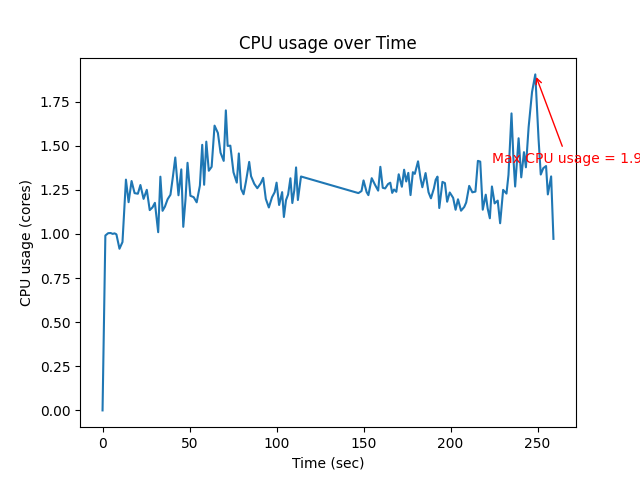 CPU usage over Time
CPU usage (cores)
1.75
1.50
1.25
1.00
0.75
0.50
0.25
0.00
Max CPU usage = 1.9
0 50 100 150 200 250
Time (sec)